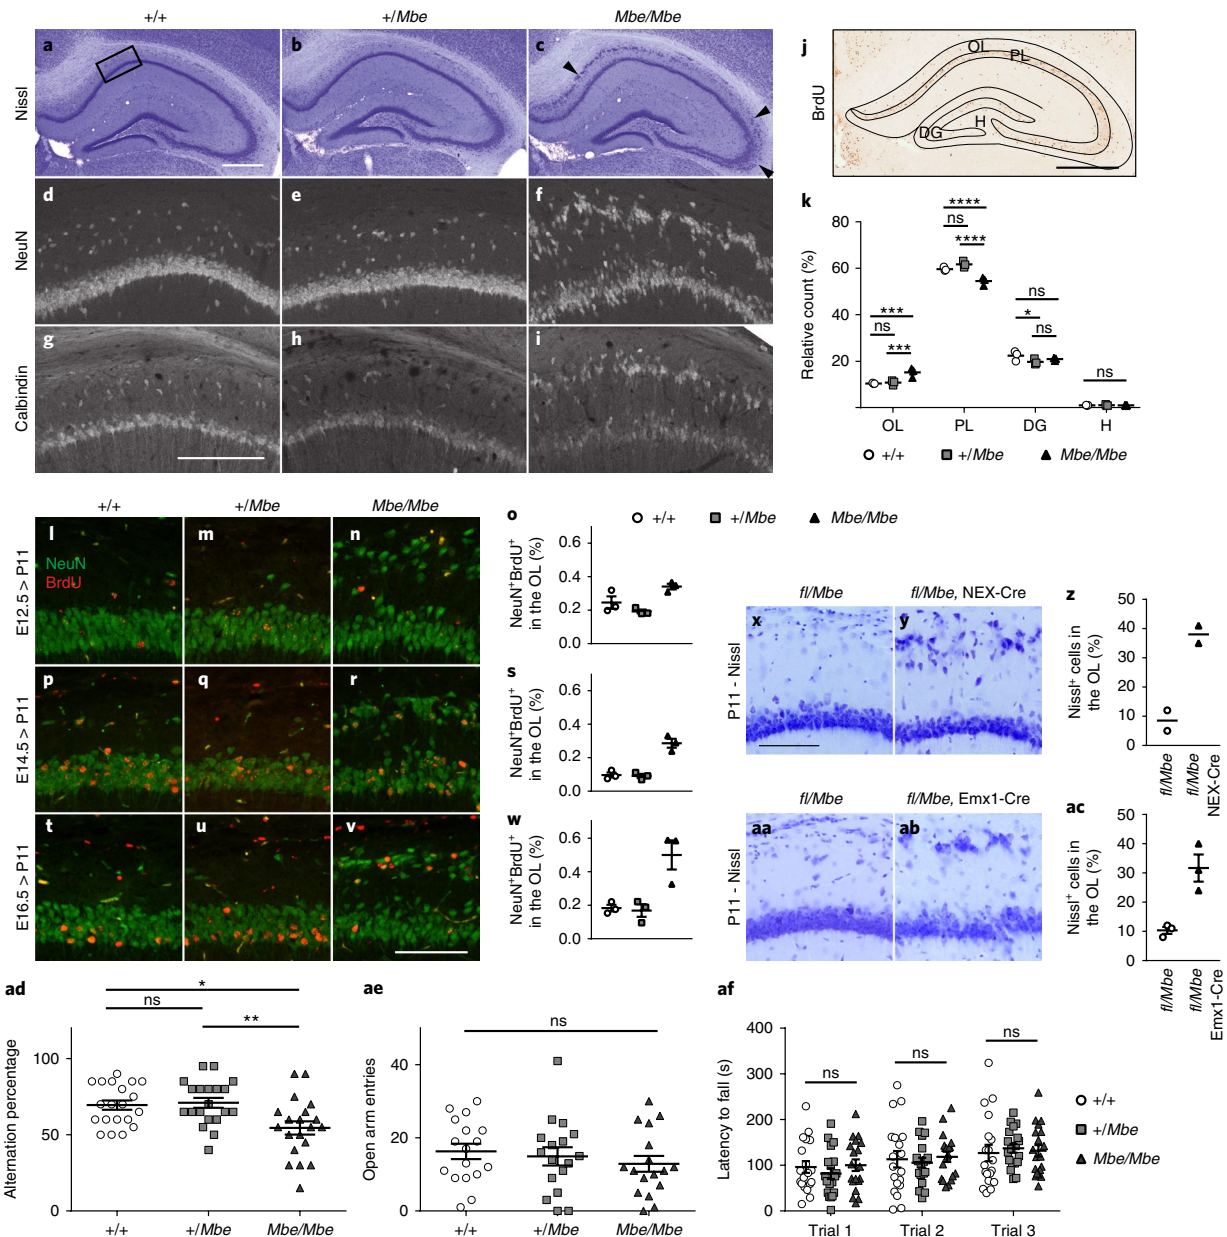 +/+ +/Mbe Mbe/Mbe
a b c
Nissl
d e f
NeuN
g h i
Calbindin
j
BrdU
OL
PL
H
DG
k
Relative count (%)
80
60
40
20
*** ns ***
**** ns ****
ns * ns
ns
OL PL DG H
+/+ +/Mbe Mbe/Mbe
+/+ +/Mbe Mbe/Mbe
l m n
NeuN
BrdU
E12.5 > P11
p q r
E14.5 > P11
t u v
E16.5 > P11
o
+/+ +/Mbe Mbe/Mbe
NeuN⁺BrdU⁺
in the OL (%)
0.6
0.4
0.2
0.0
s
NeuN⁺BrdU⁺
in the OL (%)
0.6
0.4
0.2
0.0
w
NeuN⁺BrdU⁺
in the OL (%)
0.6
0.4
0.2
0.0
fl/Mbe fl/Mbe, NEX-Cre
x y
P11 - Nissl
z
Nissl⁺ cells in
the OL (%)
50
40
30
20
10
0
fl/Mbe
fl/Mbe
NEX-Cre
fl/Mbe fl/Mbe, Emx1-Cre
aa ab
P11 - Nissl
ac
Nissl⁺ cells in
the OL (%)
50
40
30
20
10
0
fl/Mbe
fl/Mbe
Emx1-Cre
ad
Alternation percentage
*
ns
**
100
50
0
+/+ +/Mbe Mbe/Mbe
ae
Open arm entries
ns
40
20
0
+/+ +/Mbe Mbe/Mbe
af
Latency to fall (s)
400
300
200
100
0
ns ns ns
Trial 1 Trial 2 Trial 3
+/+
+/Mbe
Mbe/Mbe